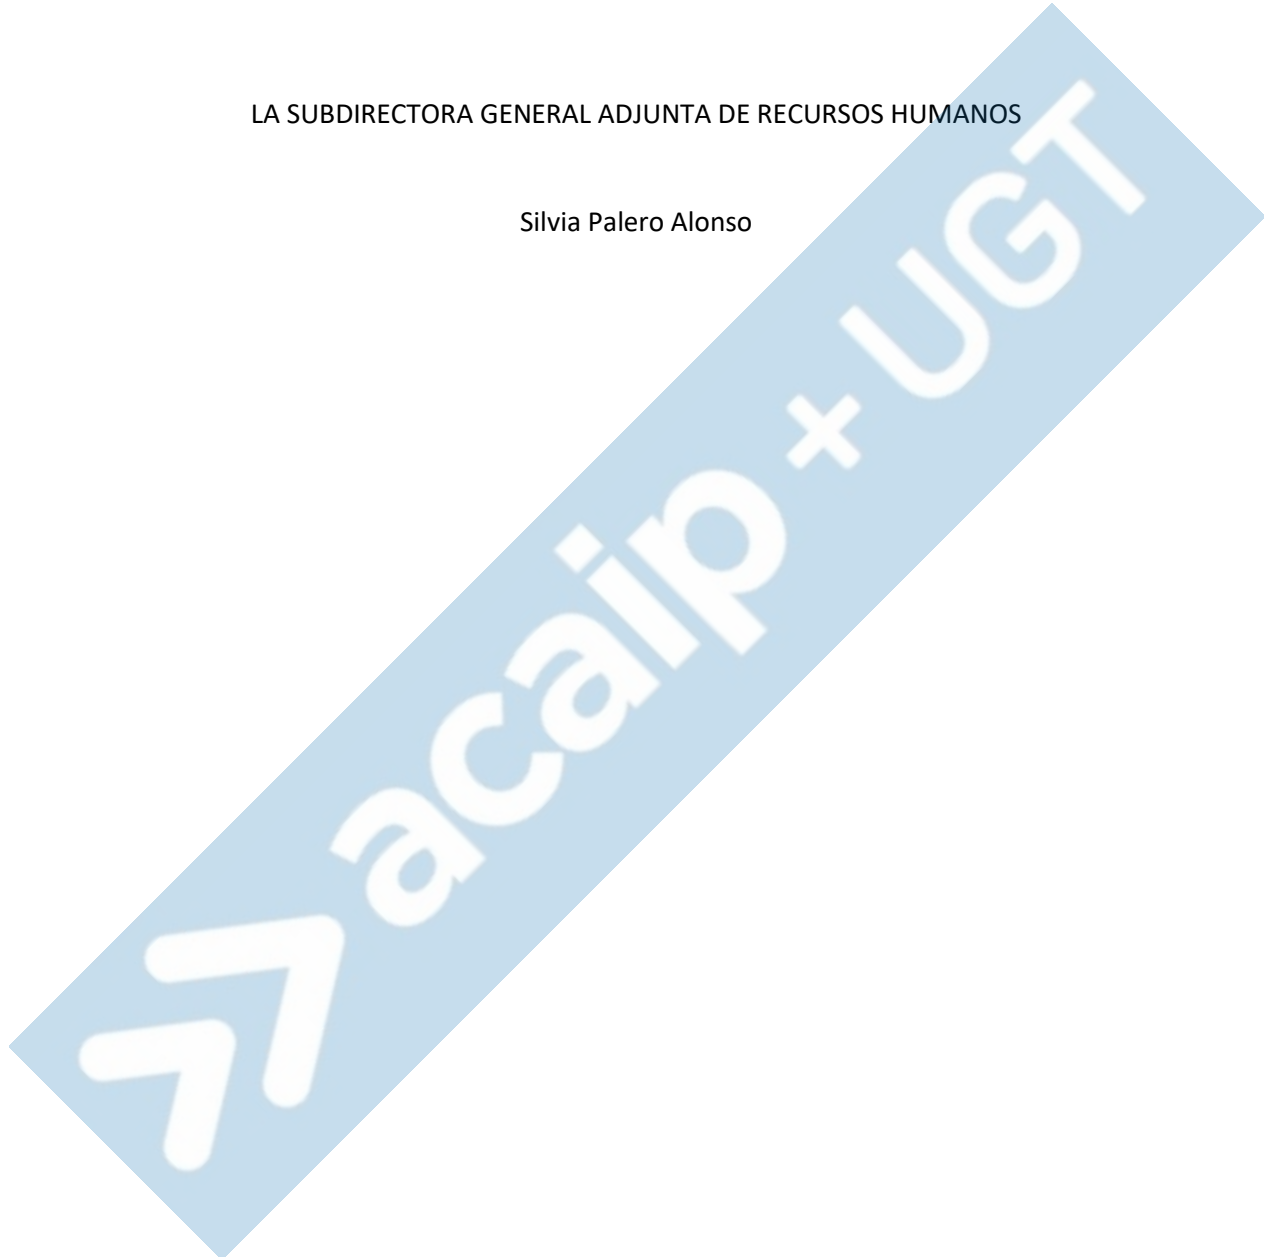 LA SUBDIRECTORA GENERAL ADJUNTA DE RECURSOS HUMANOS
Silvia Palero Alonso
acaip + UGT